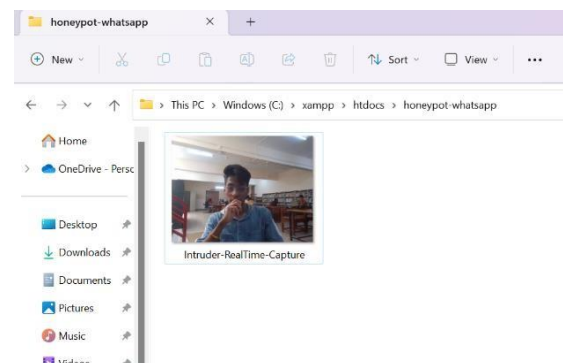 honeypot-whatsapp
New
Sort
View
This PC > Windows (C:) > xampp > htdocs > honeypot-whatsapp
Home
OneDrive - Persc
Desktop
Downloads
Documents
Pictures
Music
Videos
Intruder-RealTime-Capture